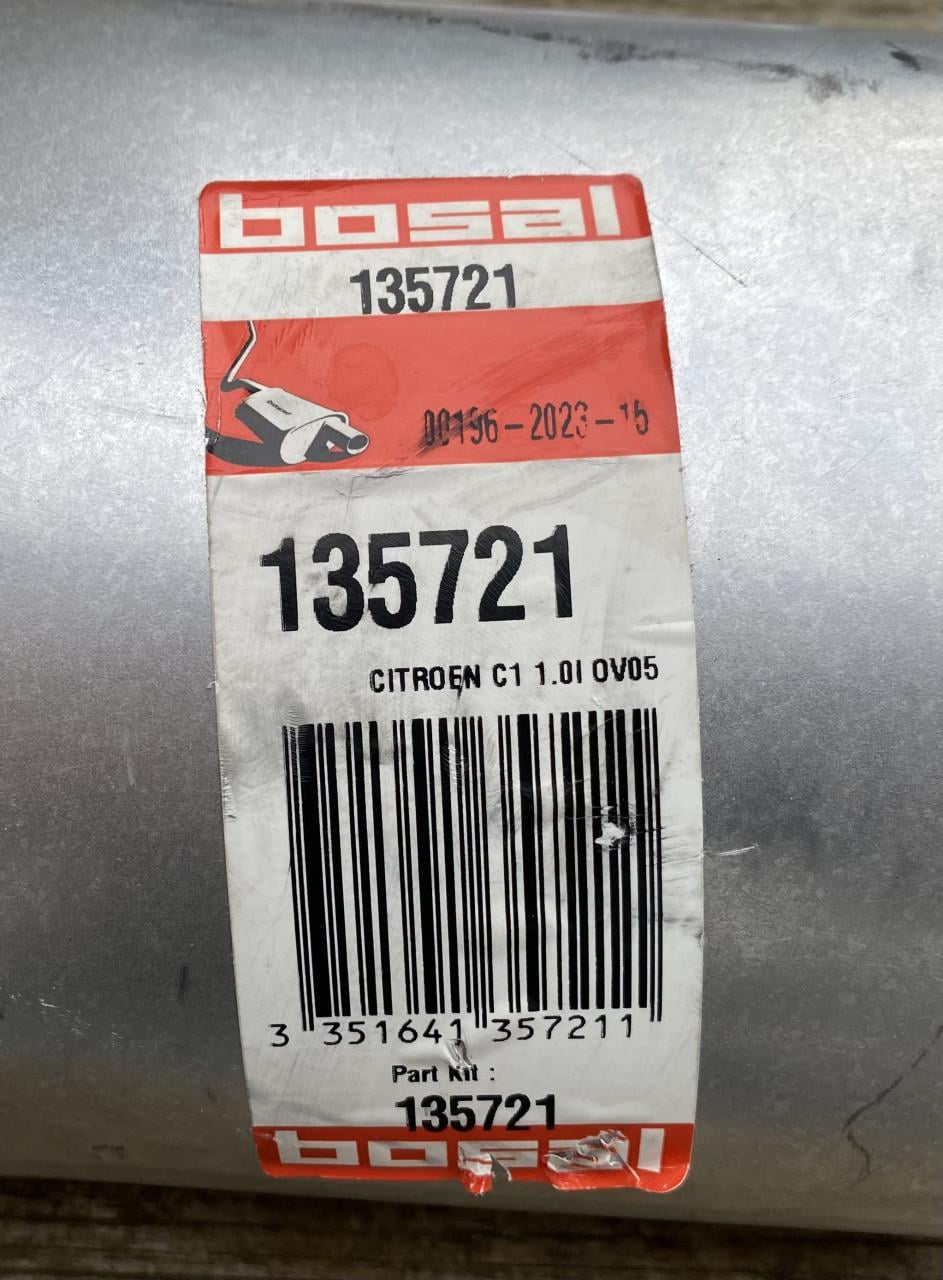 bosal
135721
00196-2023-15
135721
CITROEN C1 1.0I OV05
3 351641 357211
Part Kit :
135721
bosal